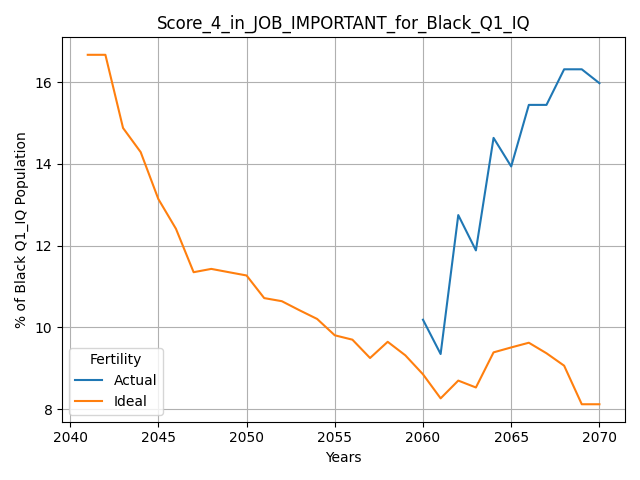 Score_4_in_JOB_IMPORTANT_for_Black_Q1_IQ
% of Black Q1_IQ Population
16
14
12
10
8
Fertility
Actual
Ideal
2040 2045 2050 2055 2060 2065 2070
Years